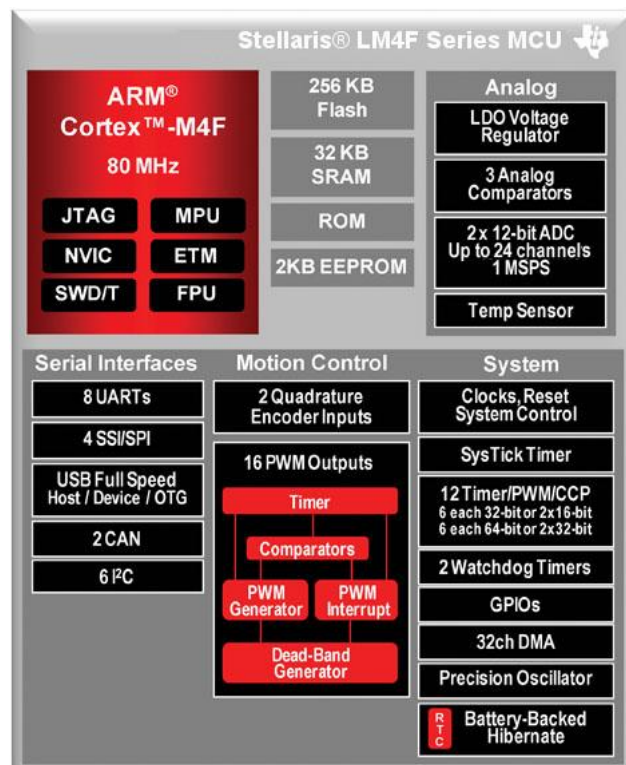 Stellaris® LM4F Series MCU
ARM®
Cortex™-M4F
80 MHz
JTAG
MPU
NVIC
ETM
SWD/T
FPU
256 KB
Flash
32 KB
SRAM
ROM
2KB EEPROM
Analog
LDO Voltage
Regulator
3 Analog
Comparators
2 x 12-bit ADC
Up to 24 channels
1 MSPS
Temp Sensor
Serial Interfaces
8 UARTs
4 SSI/SPI
USB Full Speed
Host / Device / OTG
2 CAN
6 I²C
Motion Control
2 Quadrature
Encoder Inputs
16 PWM Outputs
Timer
Comparators
PWM
Generator
PWM
Interrupt
Dead-Band
Generator
System
Clocks, Reset
System Control
SysTick Timer
12 Timer/PWM/CCP
6 each 32-bit or 2x16-bit
6 each 64-bit or 2x32-bit
2 Watchdog Timers
GPIOs
32ch DMA
Precision Oscillator
RTC
Battery-Backed
Hibernate